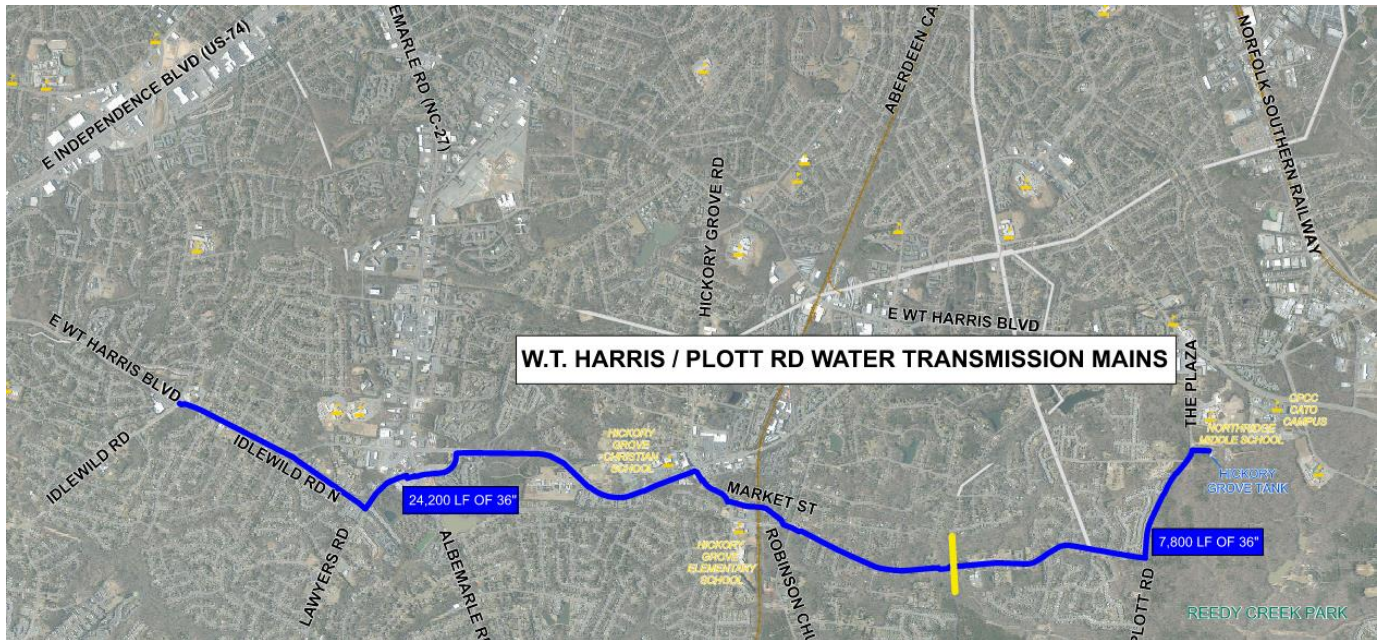 E INDEPENDENCE BLVD (US-74)
EMARLE RD (NC-27)
ABERDEEN CA
NORFOLK SOUTHERN RAILWAY
HICKORY GROVE RD
E WT HARRIS BLVD
W.T. HARRIS / PLOTT RD WATER TRANSMISSION MAINS
E WT HARRIS BLVD
IDLEWILD RD
IDLEWILD RD N
LAWYERS RD
24,200 LF OF 36"
ALBEMARLE R
HICKORY
GROVE
CHRISTIAN
SCHOOL
MARKET ST
HICKORY
GROVE
ELEMENTARY
SCHOOL
ROBINSON CHU
THE PLAZA
CPCC
CATO
CAMPUS
NORTHRIDGE
MIDDLE SCHOOL
HICKORY
GROVE TANK
7,800 LF OF 36"
PLOTT RD
REEDY CREEK PARK